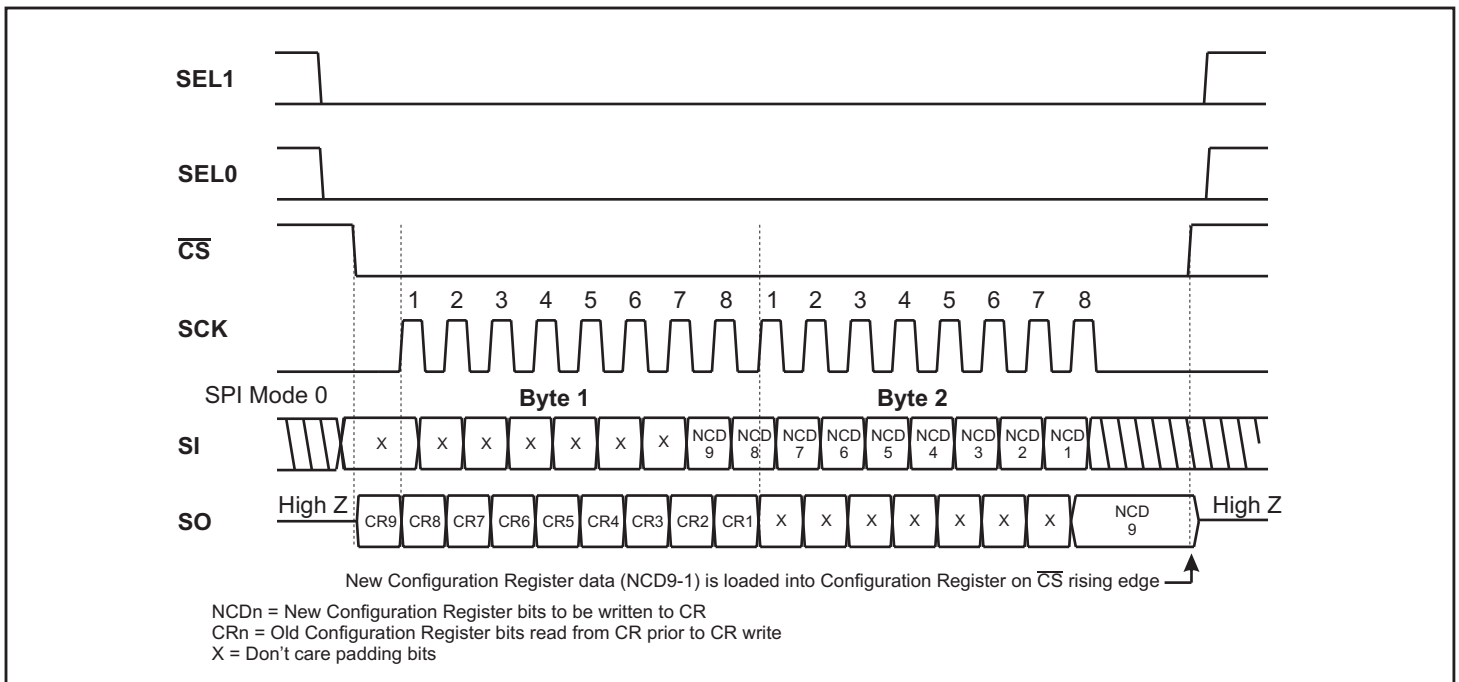 SEL1
SEL0
CS
1 2 3 4 5 6 7 8 1 2 3 4 5 6 7 8
SCK
SPI Mode 0
Byte 1 Byte 2
SI X X X X X X X NCD 9 NCD 8 NCD 7 NCD 6 NCD 5 NCD 4 NCD 3 NCD 2 NCD 1
SO High Z CR9 CR8 CR7 CR6 CR5 CR4 CR3 CR2 CR1 X X X X X X X NCD 9 High Z
New Configuration Register data (NCD9-1) is loaded into Configuration Register on CS rising edge
NCDn = New Configuration Register bits to be written to CR
CRn = Old Configuration Register bits read from CR prior to CR write
X = Don't care padding bits